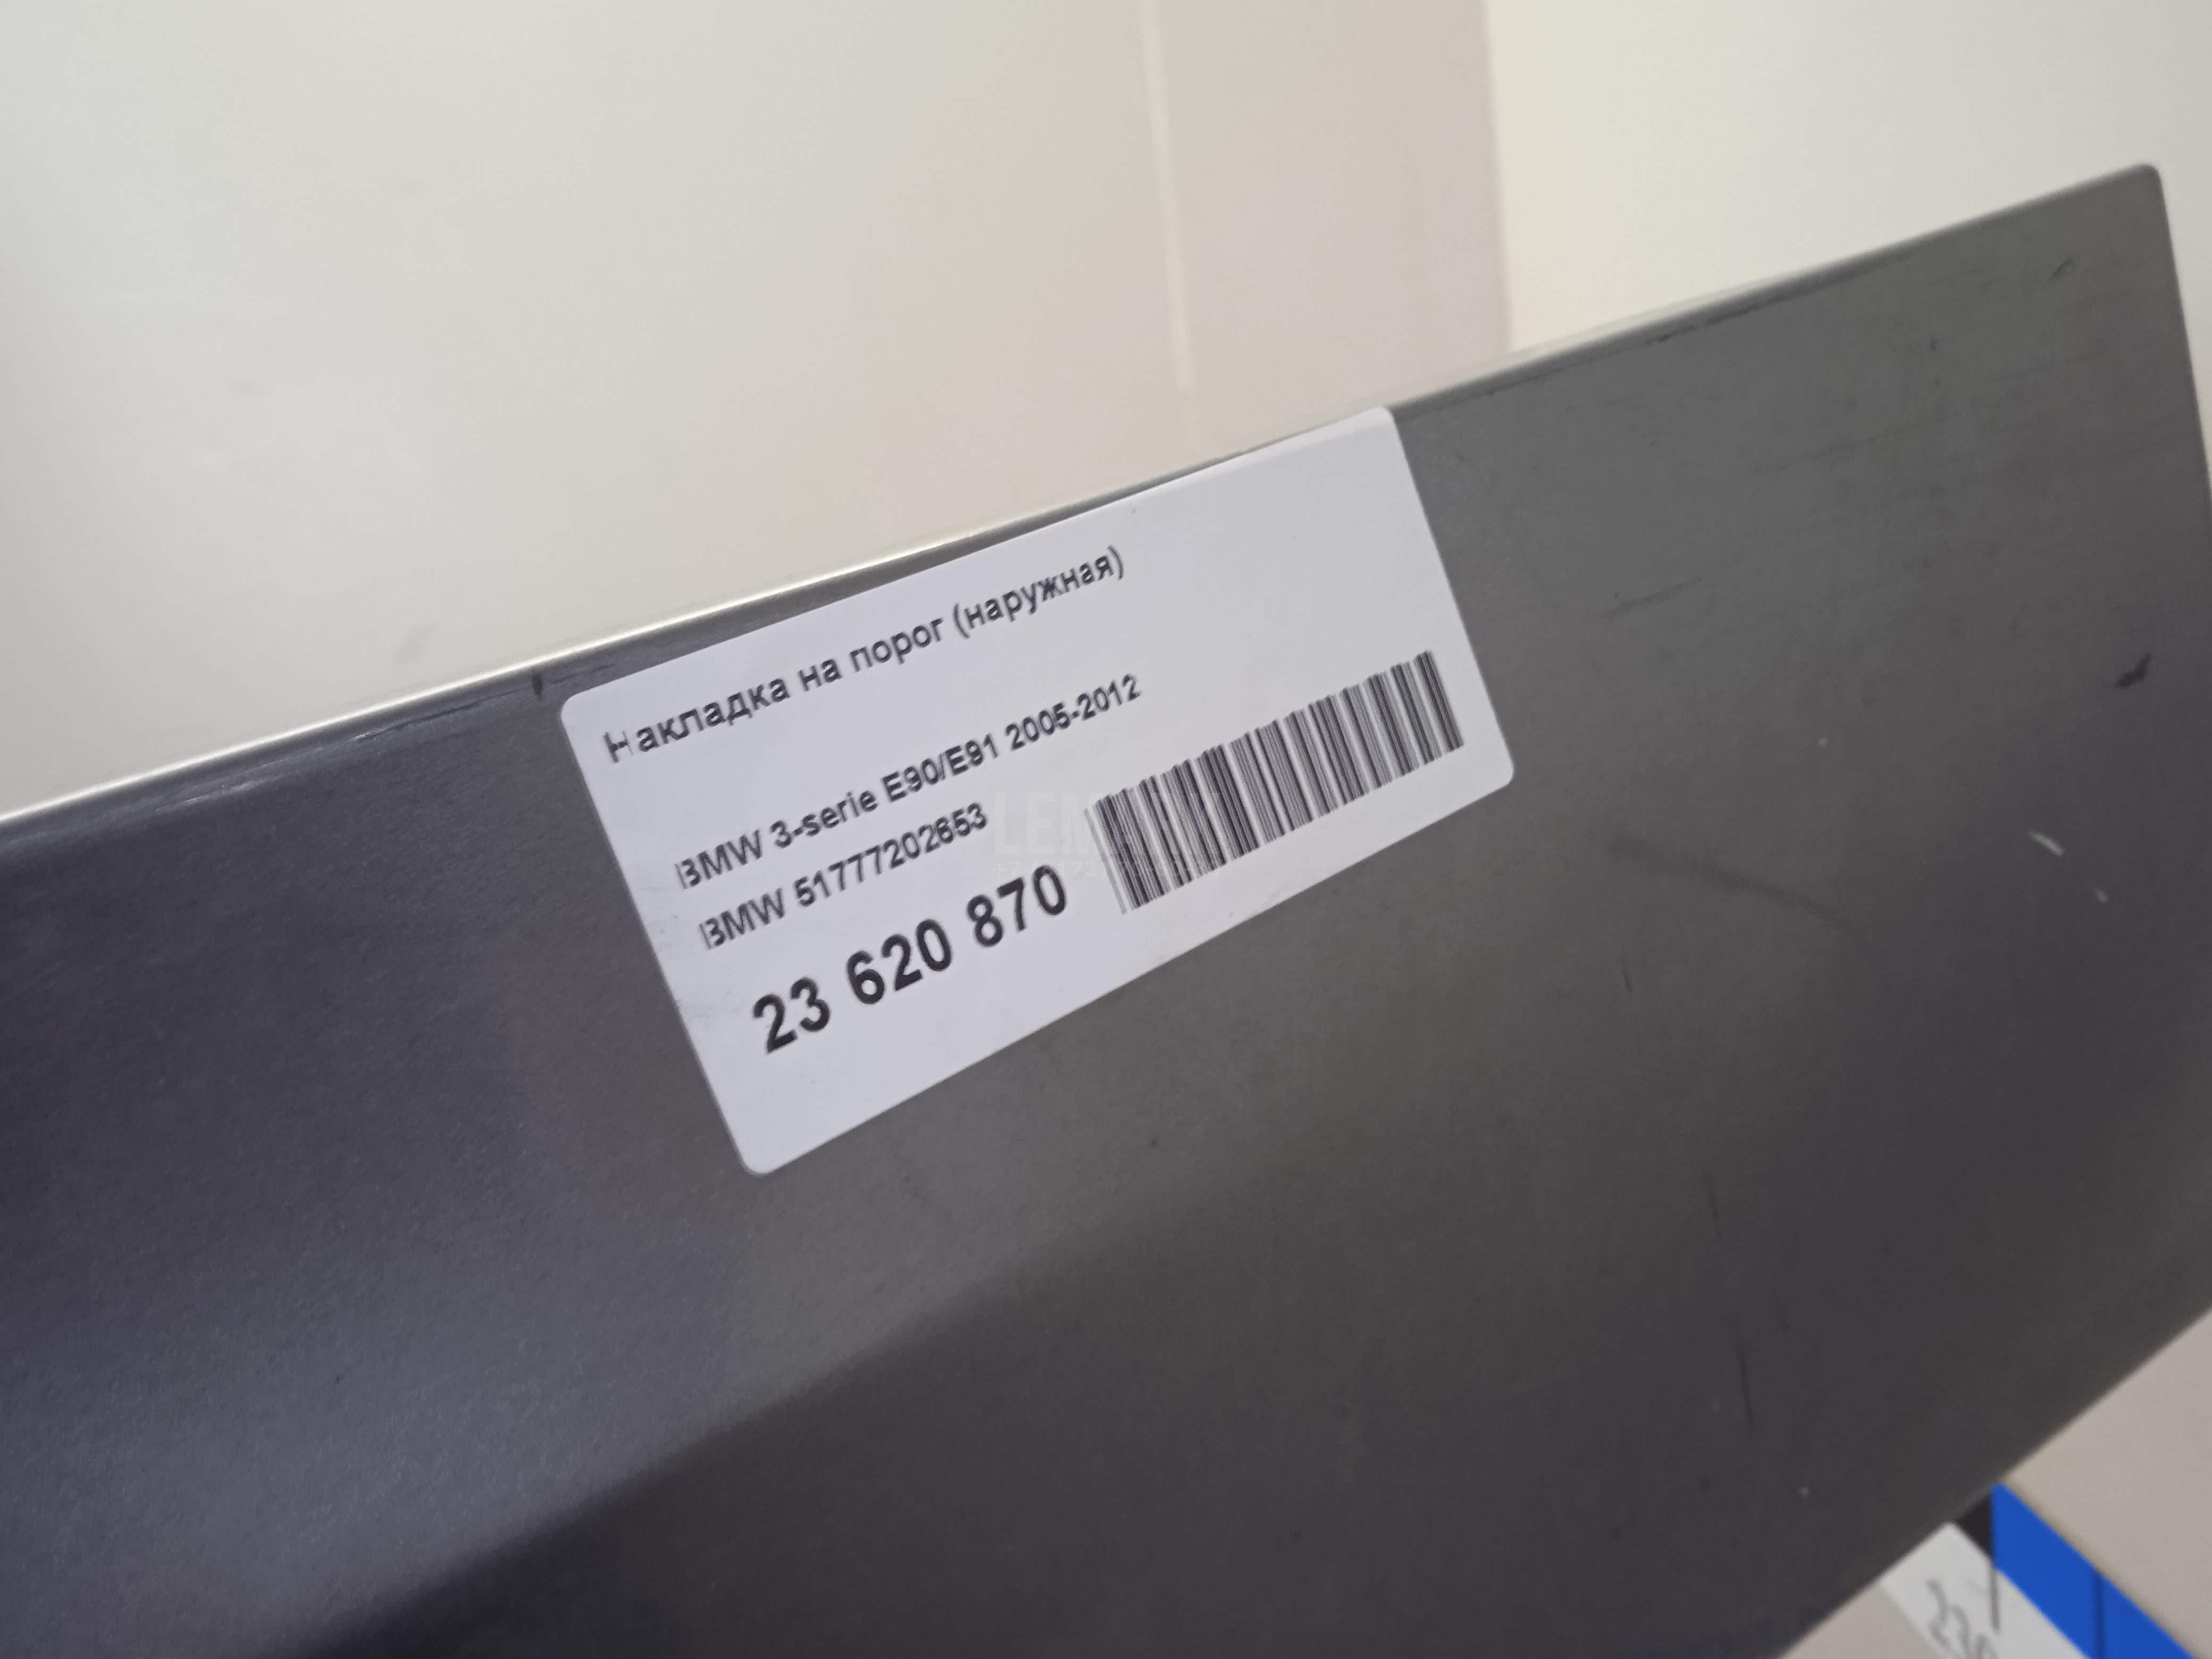 Накладка на порог (наружная)
BMW 3-serie E90/E91 2005-2012
BMW 51777202653
23 620 870